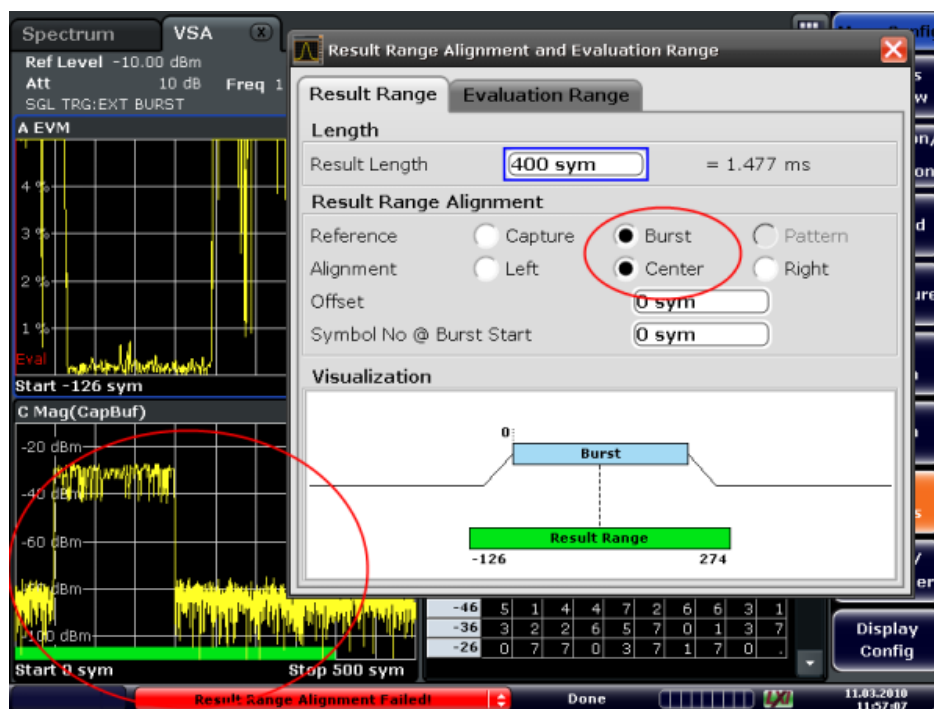 Spectrum VSA
Ref Level -10.00 dBm
Att 10 dB Freq 1
SGL TRG:EXT BURST
A EVM
4 %
3 %
2 %
1 %
Eval
Start -126 sym
C Mag(CapBuf)
-20 dBm
-40 dBm
-60 dBm
dBm
-100 dBm
Start 0 sym Stop 500 sym
Result Range Alignment and Evaluation Range
Result Range Evaluation Range
Length
Result Length 400 sym = 1.477 ms
Result Range Alignment
Reference Capture Burst Pattern
Alignment Left Center Right
Offset 0 sym
Symbol No @ Burst Start 0 sym
Visualization
0
Burst
Result Range
-126 274
-46 5 1 4 4 7 2 6 6 3 1
-36 3 2 2 6 5 7 0 1 3 7
-26 0 7 7 0 3 7 1 7 0 .
Display
Config
Result Range Alignment Failed! Done 11.03.2010
11:57:07